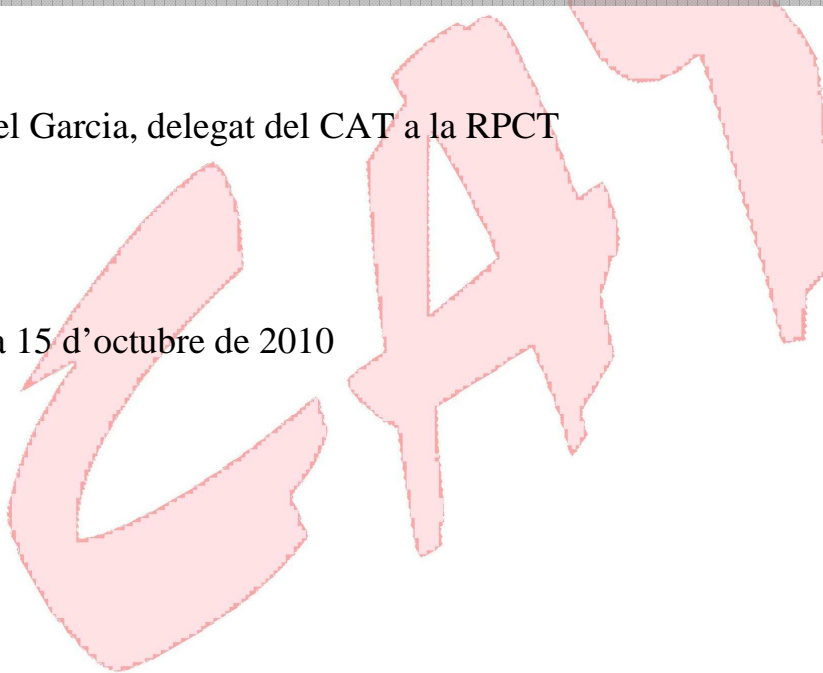 el Garcia, delegat del CAT a la RPCT
a 15 d’octubre de 2010
CAT